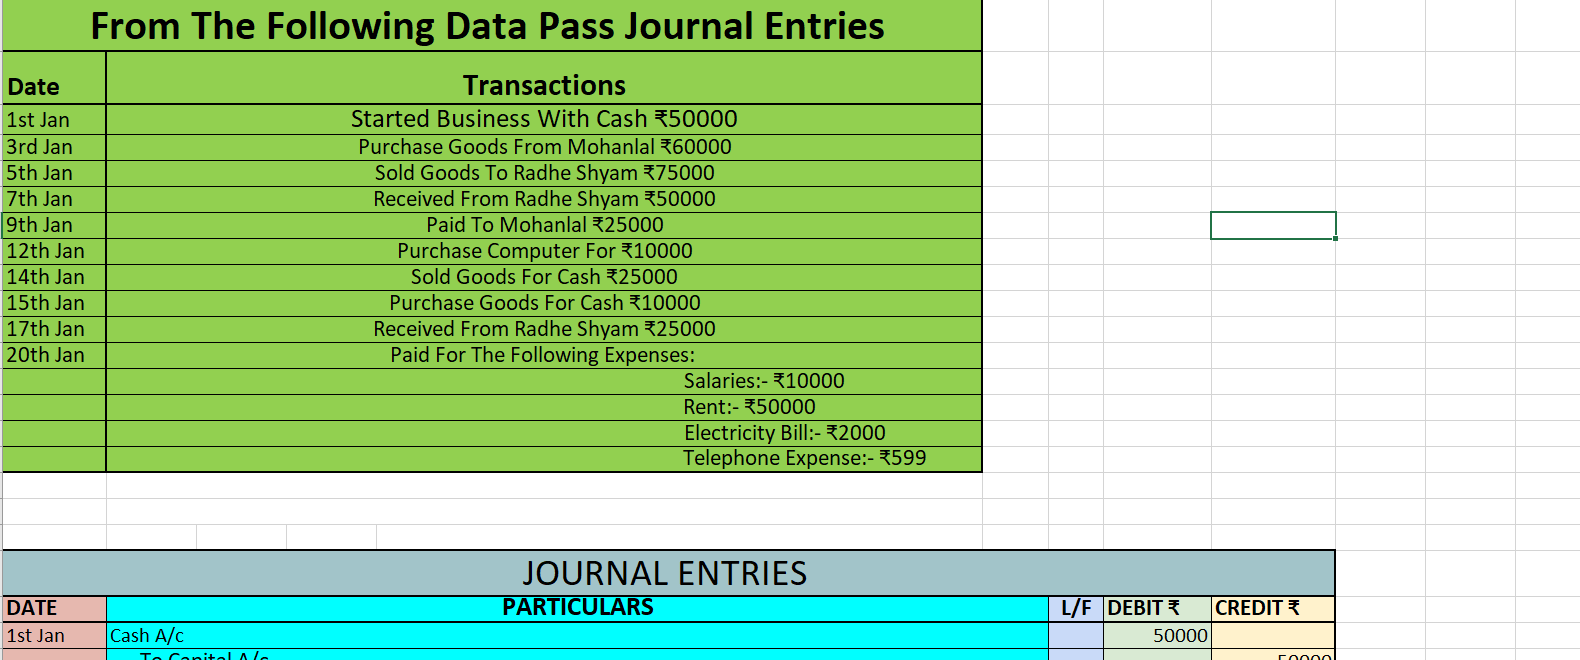 From The Following Data Pass Journal Entries
Date Transactions
1st Jan Started Business With Cash ₹50000
3rd Jan Purchase Goods From Mohanlal ₹60000
5th Jan Sold Goods To Radhe Shyam ₹75000
7th Jan Received From Radhe Shyam ₹50000
9th Jan Paid To Mohanlal ₹25000
12th Jan Purchase Computer For ₹10000
14th Jan Sold Goods For Cash ₹25000
15th Jan Purchase Goods For Cash ₹10000
17th Jan Received From Radhe Shyam ₹25000
20th Jan Paid For The Following Expenses:
Salaries:- ₹10000
Rent:- ₹50000
Electricity Bill:- ₹2000
Telephone Expense:- ₹599
JOURNAL ENTRIES
DATE PARTICULARS L/F DEBIT ₹ CREDIT ₹
1st Jan Cash A/c 50000
To Capital A/c 50000